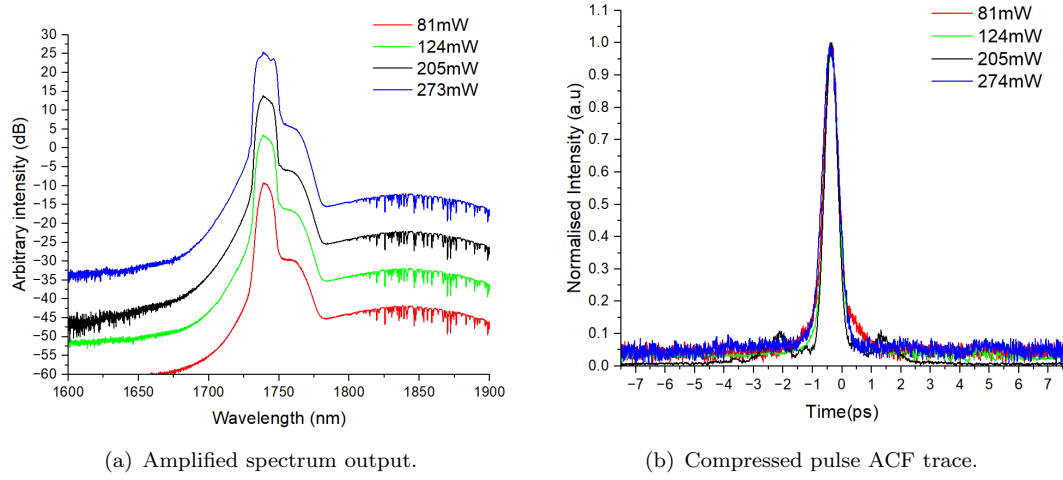 81mW
124mW
205mW
273mW
Arbitrary intensity (dB)
30
25
20
15
10
5
0
−5
−10
−15
−20
−25
−30
−35
−40
−45
−50
−55
−60
1600 1650 1700 1750 1800 1850 1900
Wavelength (nm)
(a) Amplified spectrum output.
81mW
124mW
205mW
274mW
Normalised Intensity (a.u)
1.1
1.0
0.9
0.8
0.7
0.6
0.5
0.4
0.3
0.2
0.1
0.0
−7 −6 −5 −4 −3 −2 −1 0 1 2 3 4 5 6 7
Time(ps)
(b) Compressed pulse ACF trace.